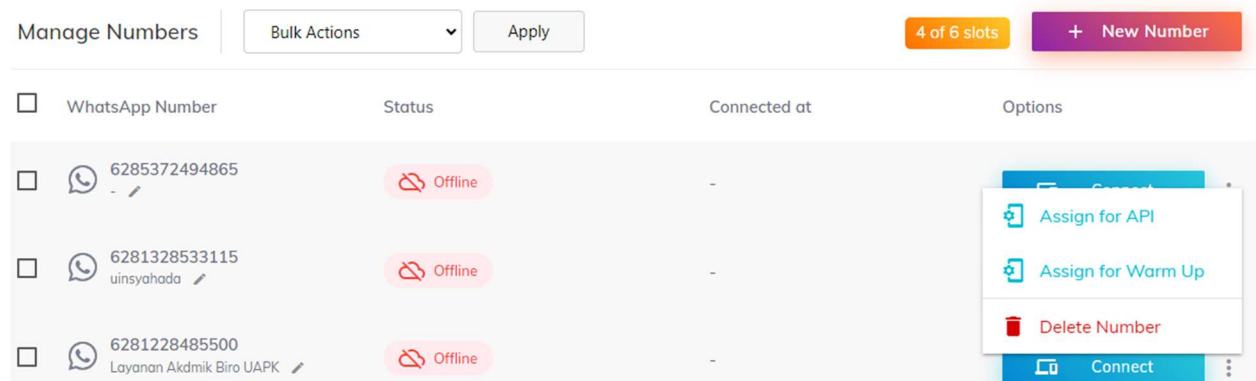 Manage Numbers Bulk Actions Apply 4 of 6 slots + New Number
WhatsApp Number Status Connected at Options
6285372494865
- Offline - Connect
Assign for API
6281328533115
uinsyahada Offline - Assign for Warm Up
Delete Number
6281228485500
Layanan Akdmik Biro UAPK Offline - Connect